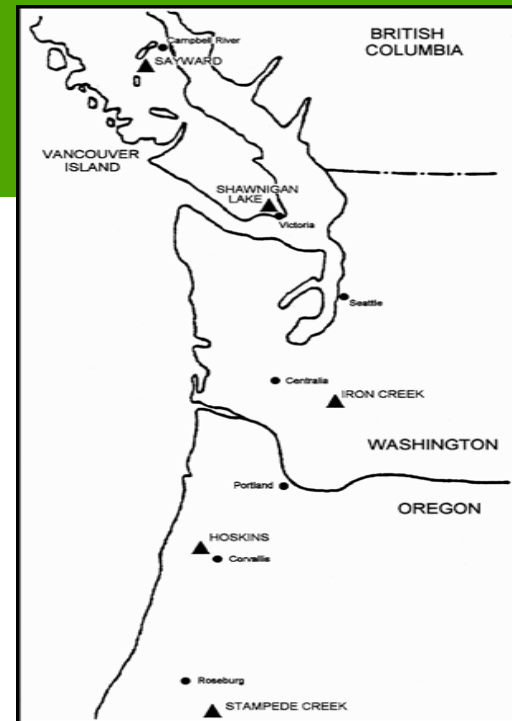 BRITISH
COLUMBIA
Campbell River
SAYWARD
VANCOUVER
ISLAND
SHAWNIGAN
LAKE
Victoria
Seattle
Centralia
IRON CREEK
WASHINGTON
Portland
OREGON
HOSKINS
Corvallis
Roseburg
STAMPEDE CREEK